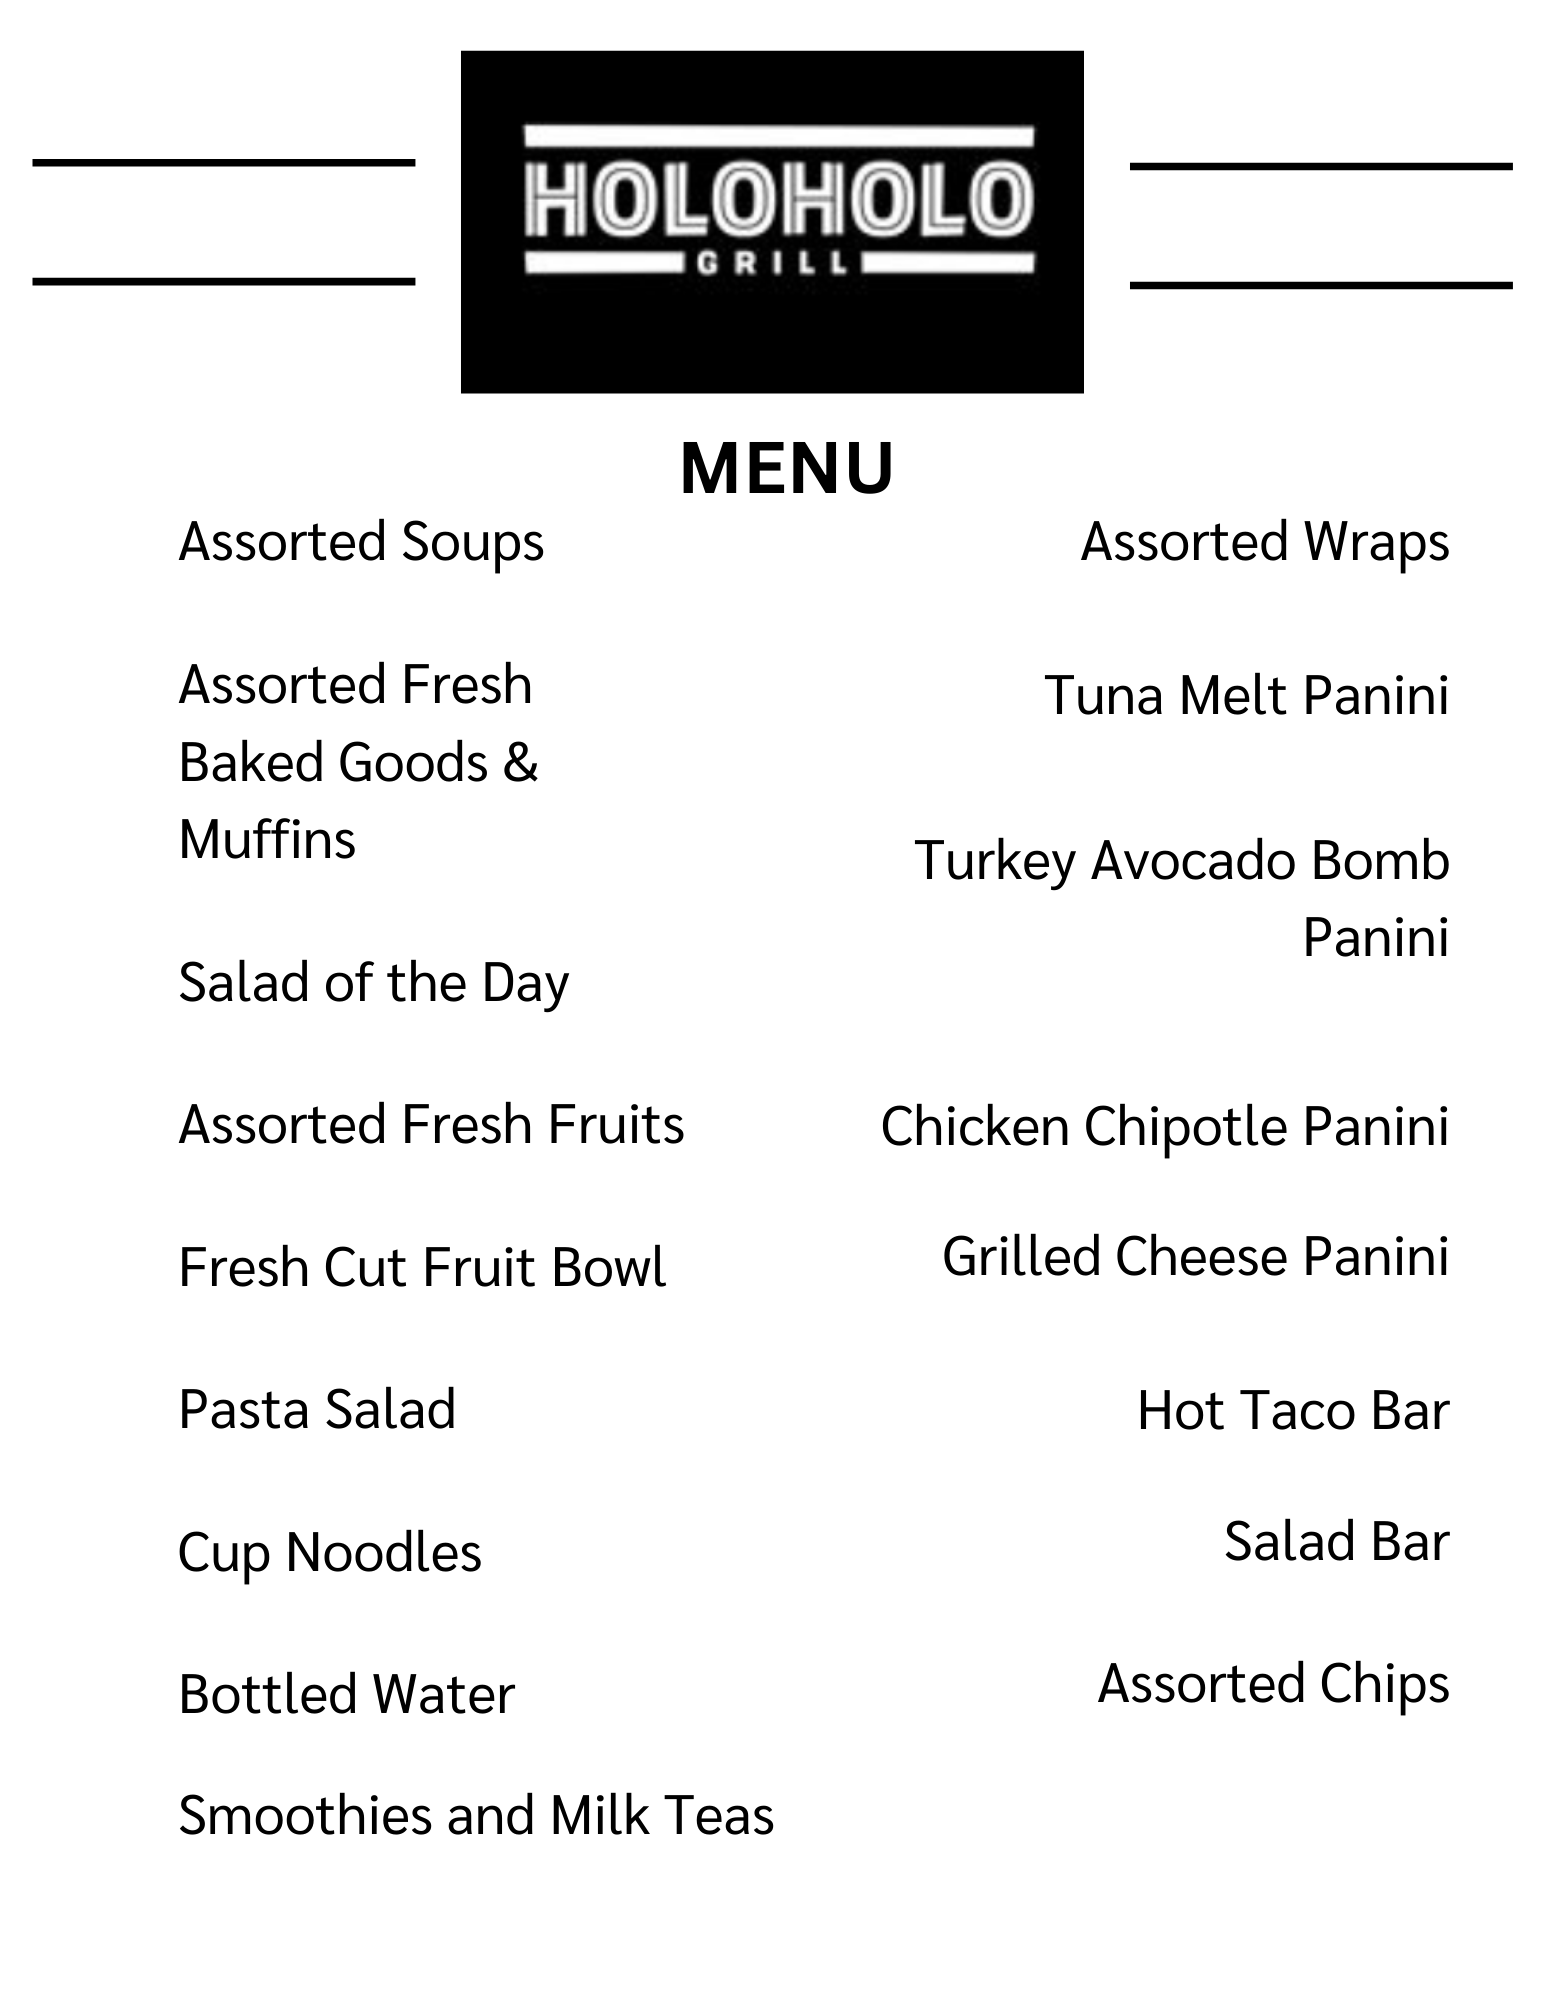 HOLOHOLO
GRILL
MENU
Assorted Soups
Assorted Fresh
Baked Goods &
Muffins
Salad of the Day
Assorted Fresh Fruits
Fresh Cut Fruit Bowl
Pasta Salad
Cup Noodles
Bottled Water
Smoothies and Milk Teas
Assorted Wraps
Tuna Melt Panini
Turkey Avocado Bomb
Panini
Chicken Chipotle Panini
Grilled Cheese Panini
Hot Taco Bar
Salad Bar
Assorted Chips